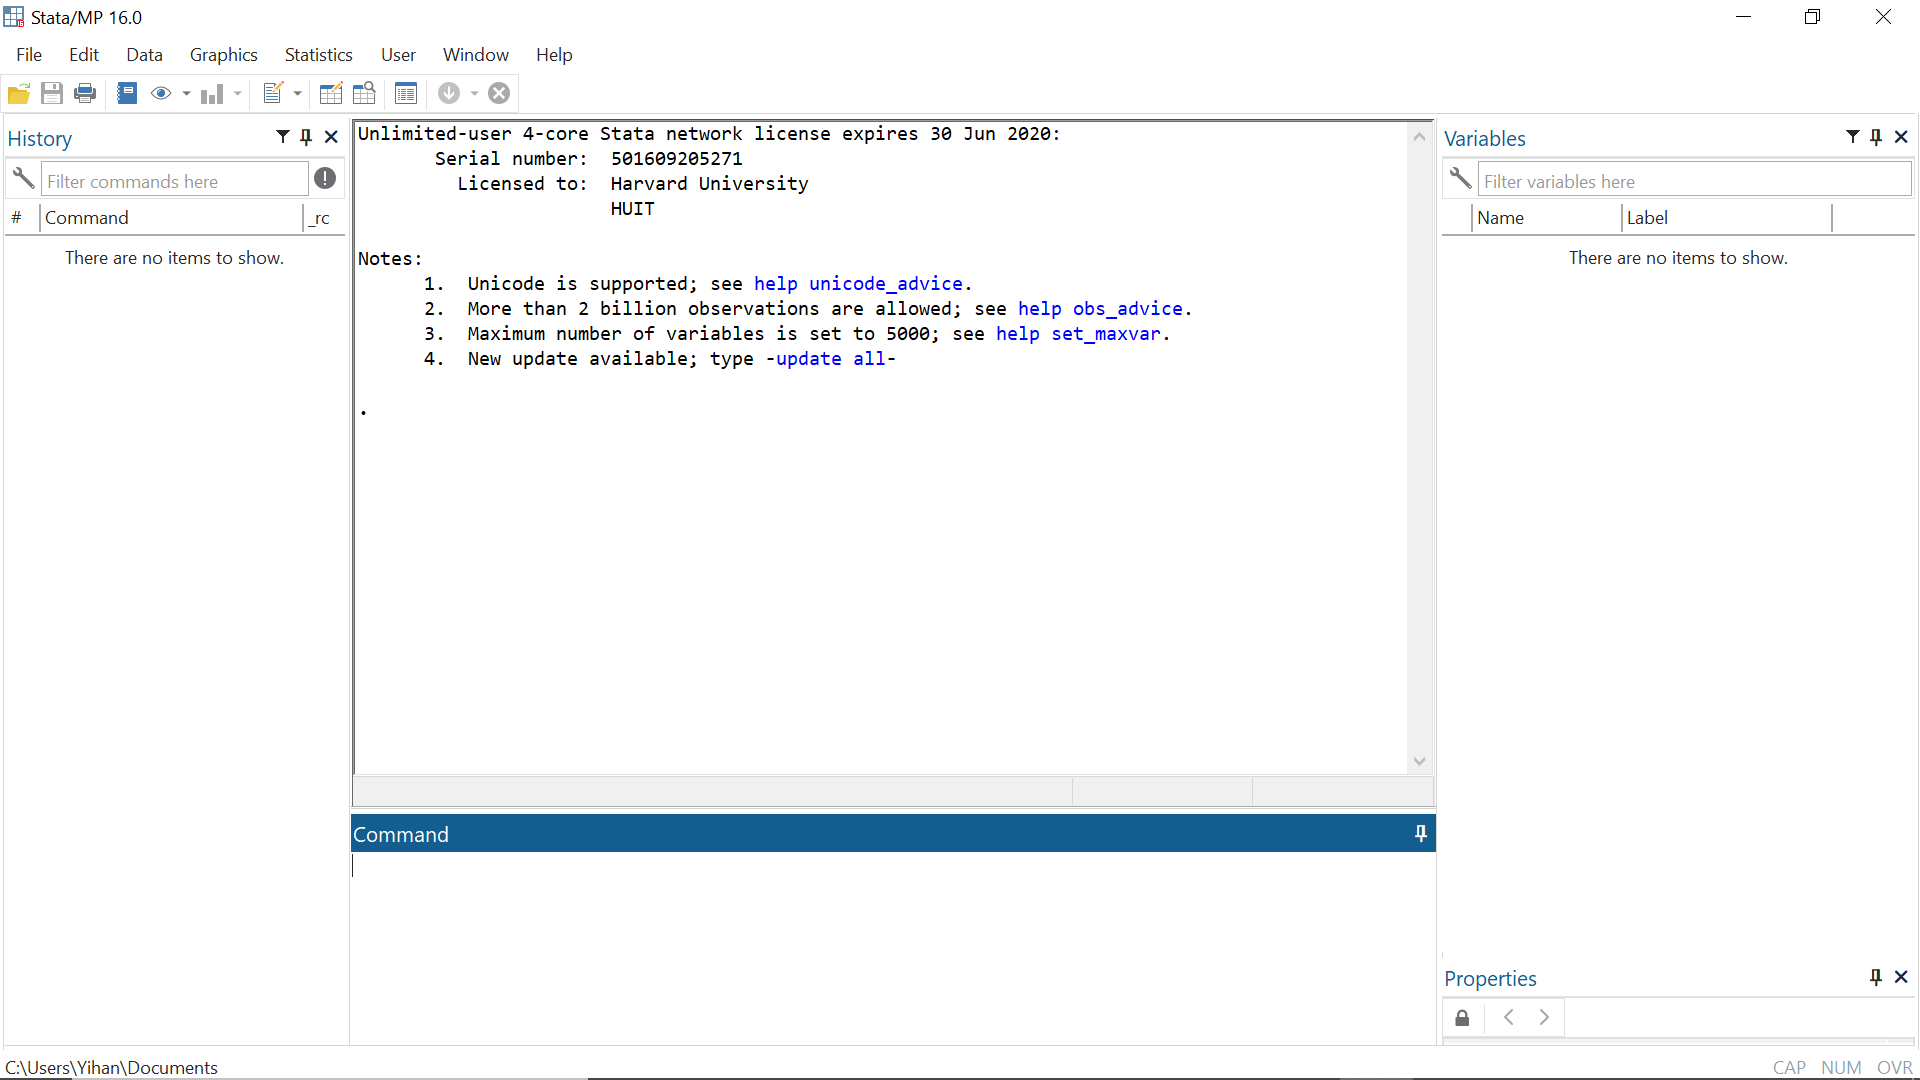 Stata/MP 16.0
File Edit Data Graphics Statistics User Window Help
History
Filter commands here
# Command _rc
There are no items to show.
Unlimited-user 4-core Stata network license expires 30 Jun 2020:
Serial number: 501609205271
Licensed to: Harvard University
HUIT
Notes:
1. Unicode is supported; see help unicode_advice.
2. More than 2 billion observations are allowed; see help obs_advice.
3. Maximum number of variables is set to 5000; see help set_maxvar.
4. New update available; type -update all-
.
Command
Variables
Filter variables here
Name Label
There are no items to show.
Properties
C:\Users\Yihan\Documents
CAP NUM OVR